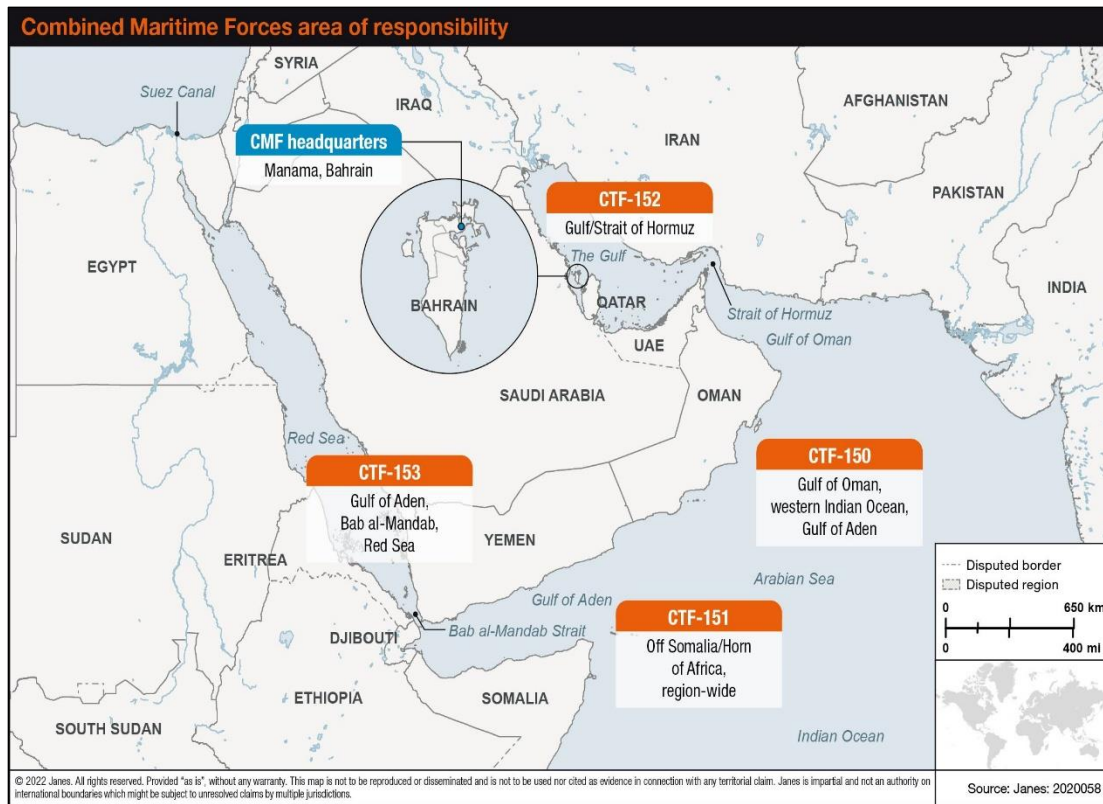 Combined Maritime Forces area of responsibility
SYRIA
Suez Canal
IRAQ
AFGHANISTAN
IRAN
CMF headquarters
Manama, Bahrain
PAKISTAN
CTF-152
Gulf/Strait of Hormuz
The Gulf
EGYPT
BAHRAIN
QATAR
INDIA
Strait of Hormuz
Gulf of Oman
UAE
SAUDI ARABIA
OMAN
Red Sea
CTF-153
Gulf of Aden,
Bab al-Mandab,
Red Sea
CTF-150
Gulf of Oman,
western Indian Ocean,
Gulf of Aden
SUDAN
ERITREA
YEMEN
Arabian Sea
Gulf of Aden
CTF-151
Off Somalia/Horn
of Africa,
region-wide
DJIBOUTI
Bab al-Mandab Strait
ETHIOPIA
SOMALIA
SOUTH SUDAN
Indian Ocean
Disputed border
Disputed region
0 650 km
0 400 mi
© 2022 Janes. All rights reserved. Provided "as is", without any warranty. This map is not to be reproduced or disseminated and is not to be used nor cited as evidence in connection with any territorial claim. Janes is impartial and not an authority on
international boundaries which might be subject to unresolved claims by multiple jurisdictions.
Source: Janes: 2020058